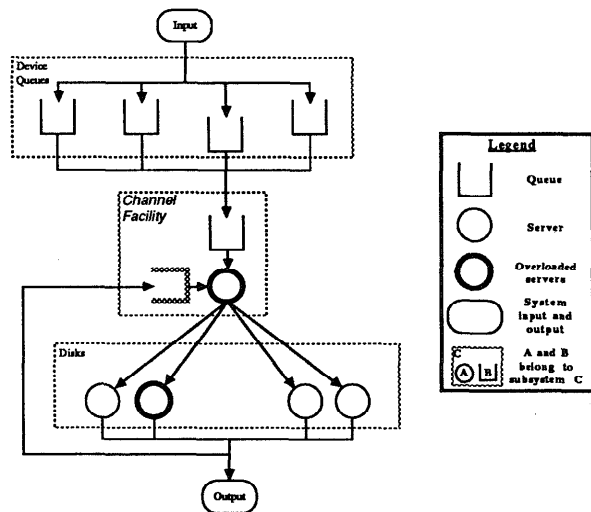 Input
Device
Queues
Channel
Facility
Disks
Output
Legend
Queue
Server
Overloaded
servers
System
input and
output
C
A
B
A and B
belong to
subsystem C